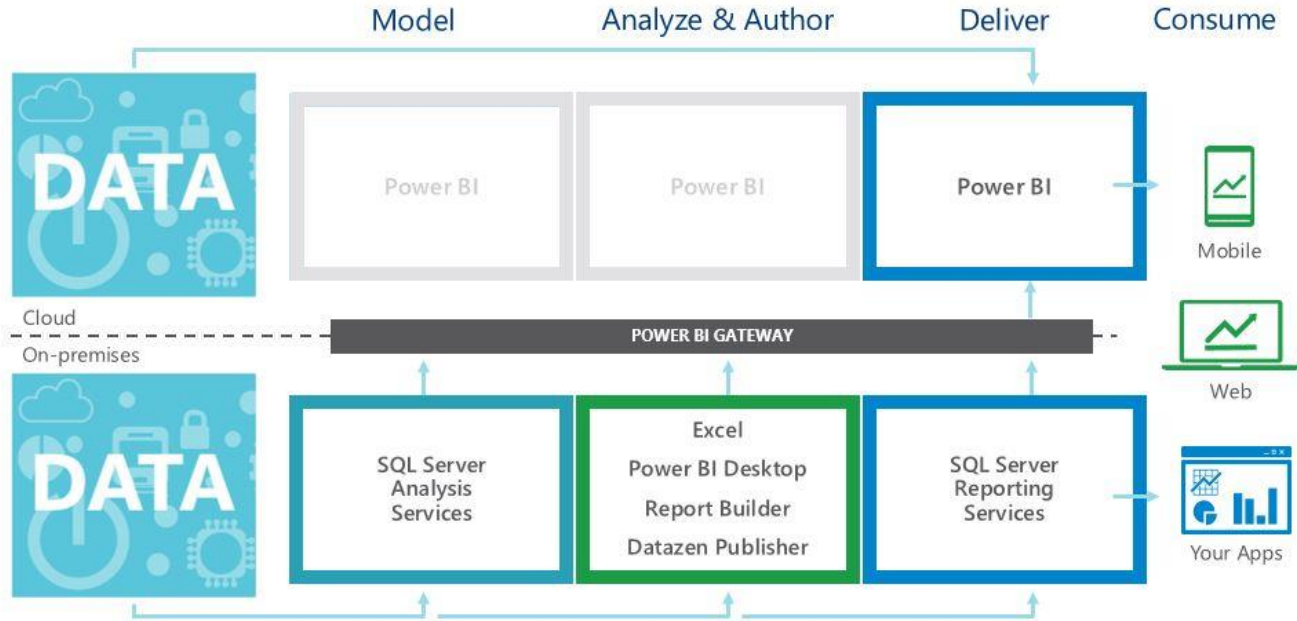 Model
Analyze & Author
Deliver
Consume
DATA
Power BI
Power BI
Power BI
Mobile
Cloud
POWER BI GATEWAY
On-premises
Web
DATA
SQL Server
Analysis
Services
Excel
Power BI Desktop
Report Builder
Datazen Publisher
SQL Server
Reporting
Services
Your Apps